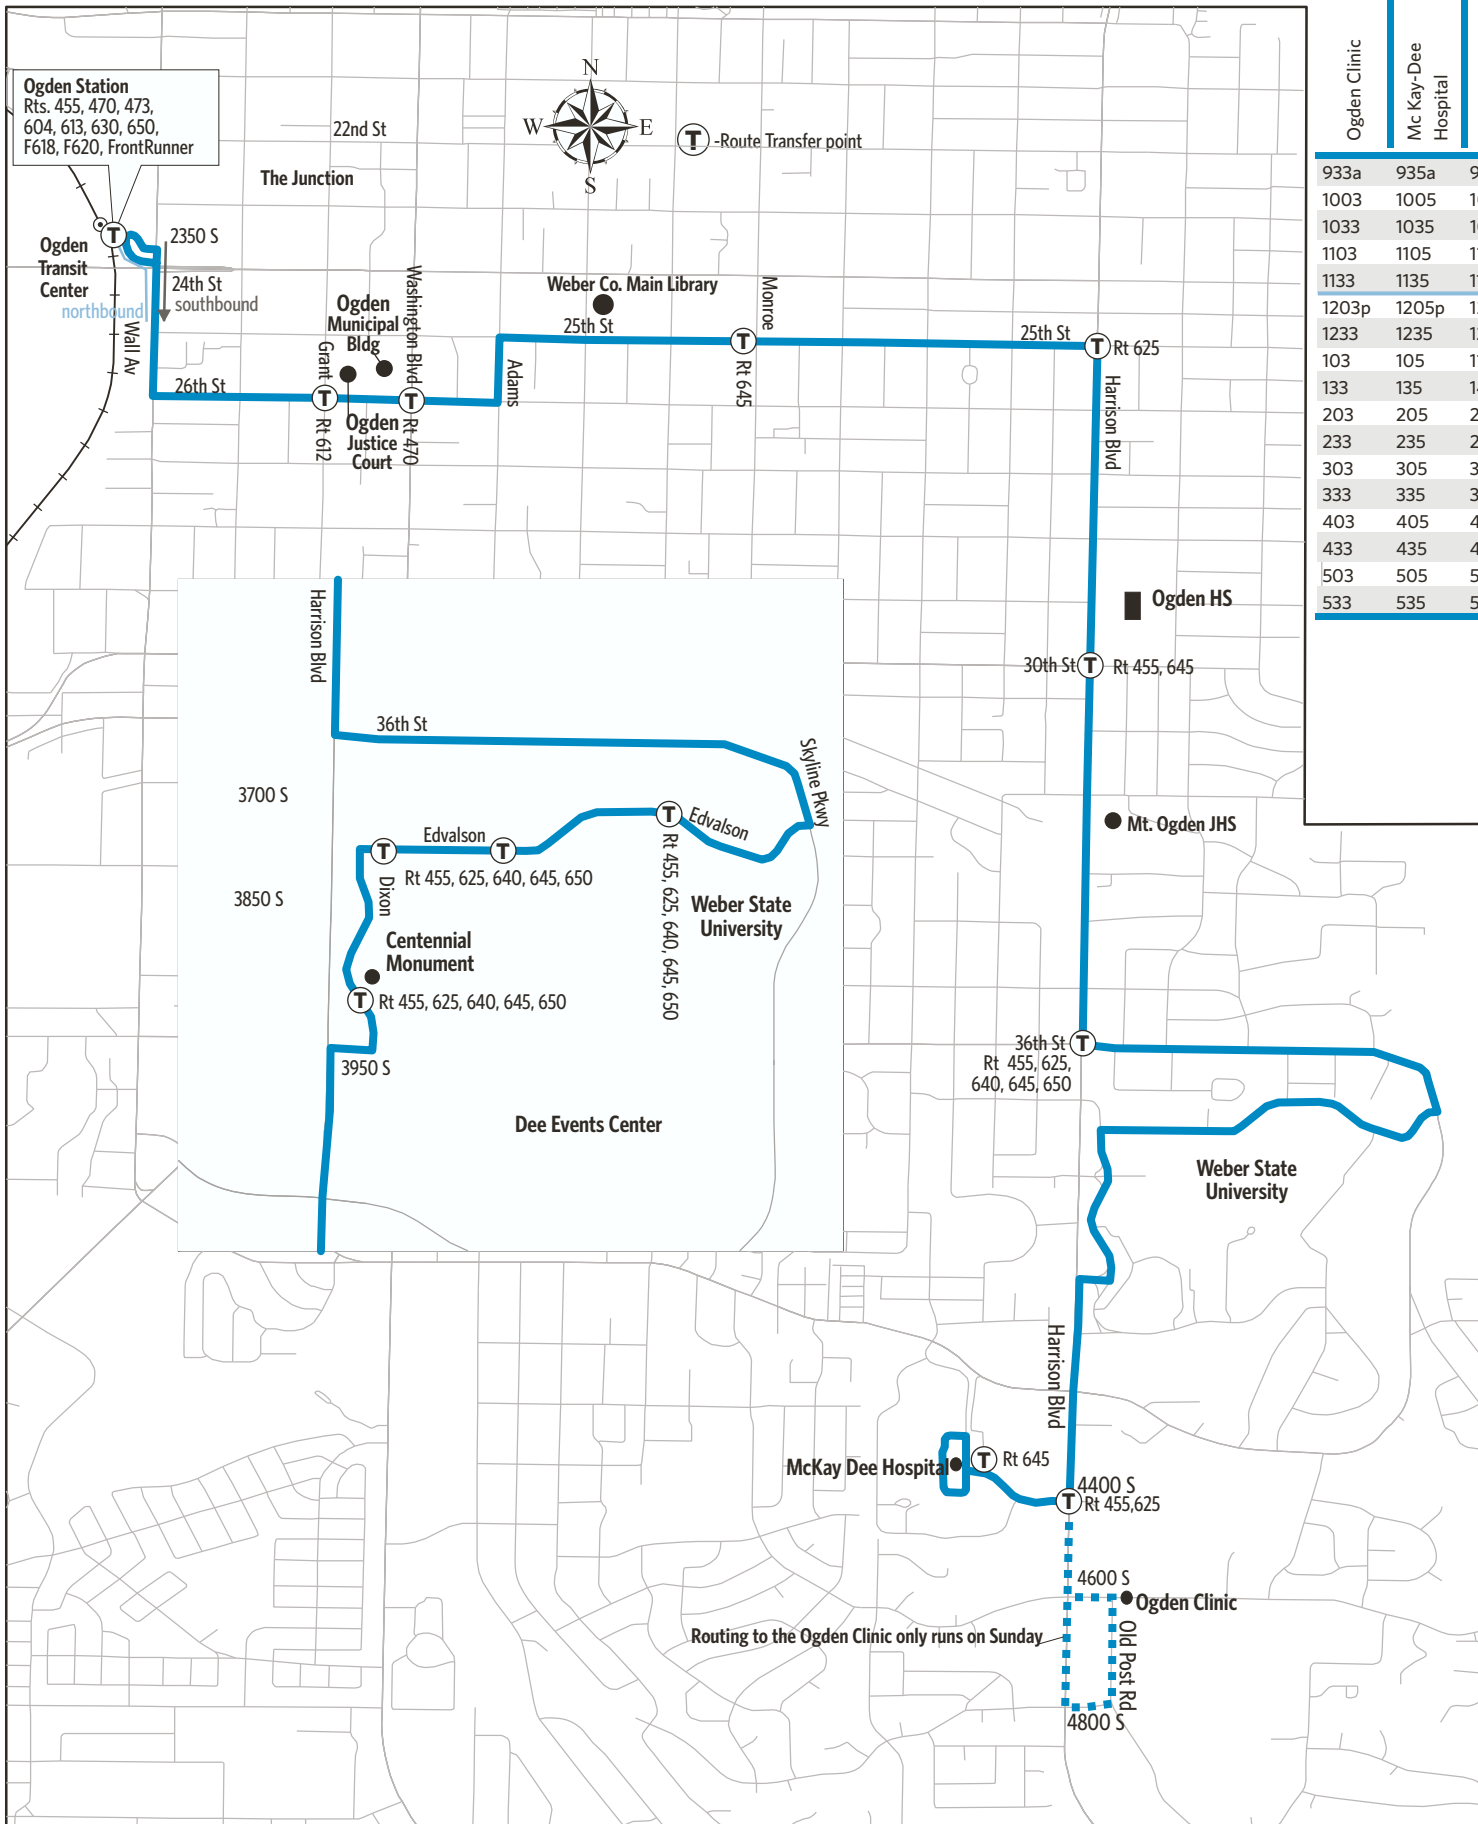 Ogden Station
Rts. 455, 470, 473,
604, 613, 630, 650,
F618, F620, FrontRunner
22nd St
The Junction
N
W
E
S
T
-Route Transfer point
T
2350 S
Ogden
Transit
Center
24th St
southbound
northbound
Wall Av
26th St
Grant
T
Rt 612
Ogden
Municipal
Bldg
Washington Blvd
T
Rt 470
Ogden
Justice
Court
Adams
Weber Co. Main Library
25th St
Monroe
T
Rt 645
25th St
T
Rt 625
Harrison Blvd
Ogden HS
30th St
T
Rt 455, 645
Mt. Ogden JHS
36th St
T
Rt 455, 625,
640, 645, 650
Weber State
University
Harrison Blvd
McKay Dee Hospital
T
Rt 645
4400 S
T
Rt 455,625
4600 S
Ogden Clinic
Routing to the Ogden Clinic only runs on Sunday
Old Post Rd
4800 S
Harrison Blvd
36th St
Skyline Pkwy
3700 S
Edvalson
T
T
T
Edvalson
Rt 455, 625, 640, 645, 650
Rt 455, 625, 640, 645, 650
Dixon
3850 S
Weber State
University
Centennial
Monument
T
Rt 455, 625, 640, 645, 650
3950 S
Dee Events Center
Ogden Clinic
Mc Kay-Dee
Hospital
933a 935a 9
1003 1005
1033 1035
1103 1105
1133 1135
1203p 1205p
1233 1235
103 105
133 135
203 205 2
233 235 2
303 305 3
333 335 3
403 405 4
433 435 4
503 505 5
533 535 5